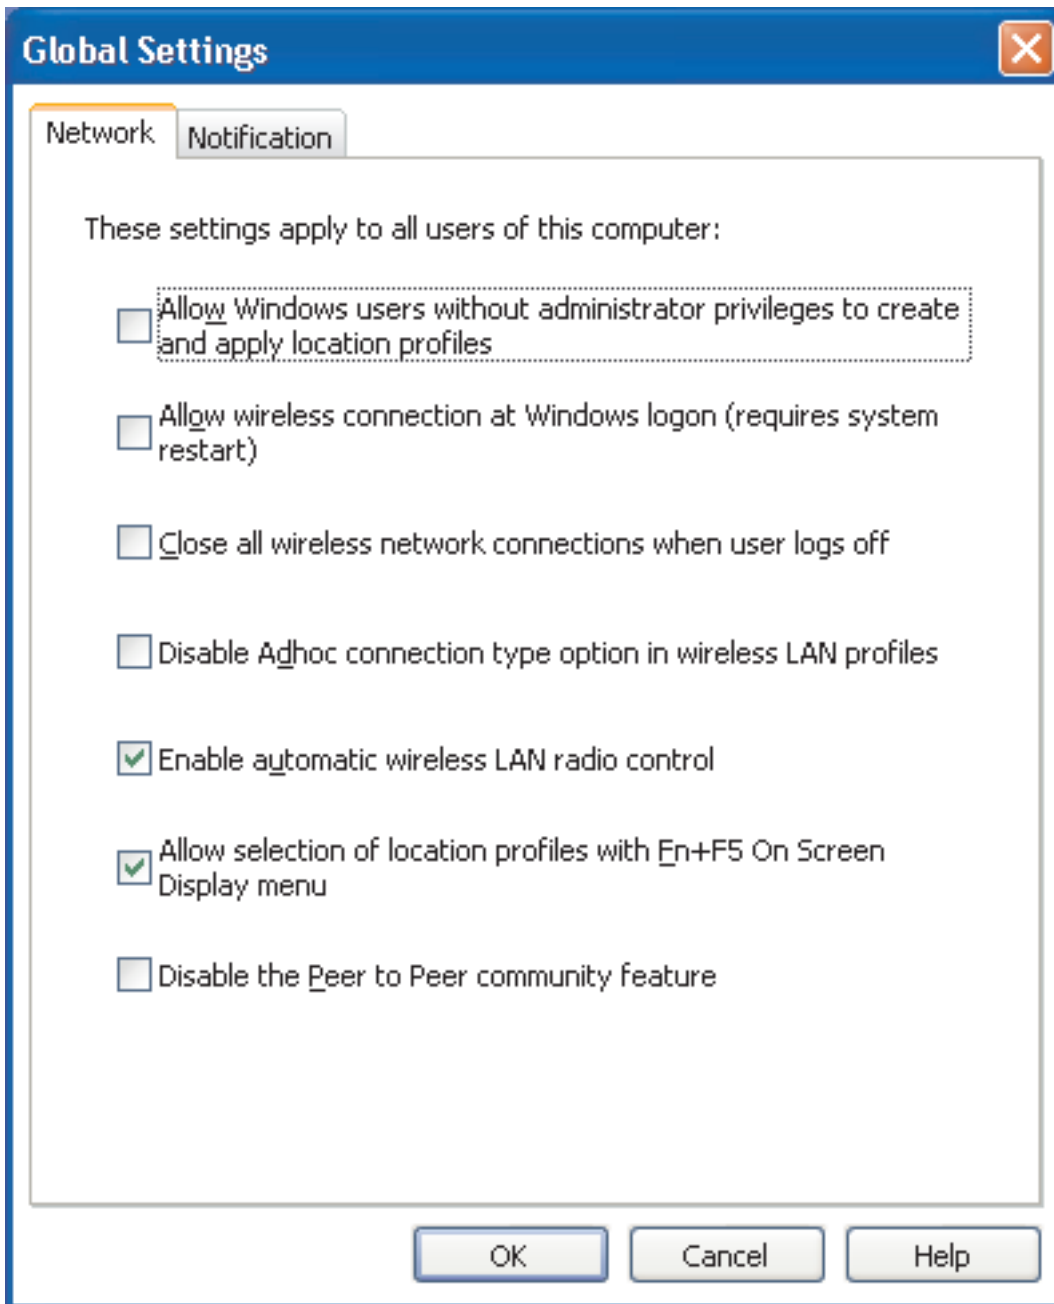 Global Settings
Network
Notification
These settings apply to all users of this computer:
Allow Windows users without administrator privileges to create
and apply location profiles
Allow wireless connection at Windows logon (requires system
restart)
Close all wireless network connections when user logs off
Disable Adhoc connection type option in wireless LAN profiles
Enable automatic wireless LAN radio control
Allow selection of location profiles with Fn+F5 On Screen
Display menu
Disable the Peer to Peer community feature
OK
Cancel
Help